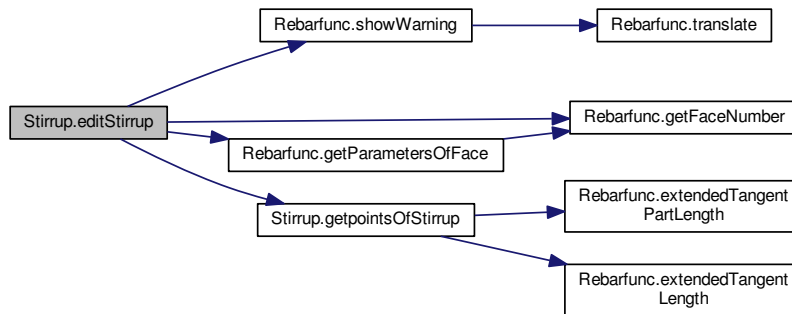 Rebarfunc.showWarning
Rebarfunc.translate
Stirrup.editStirrup
Rebarfunc.getFaceNumber
Rebarfunc.getParametersOfFace
Stirrup.getpointsOfStirrup
Rebarfunc.extendedTangent
PartLength
Rebarfunc.extendedTangent
Length